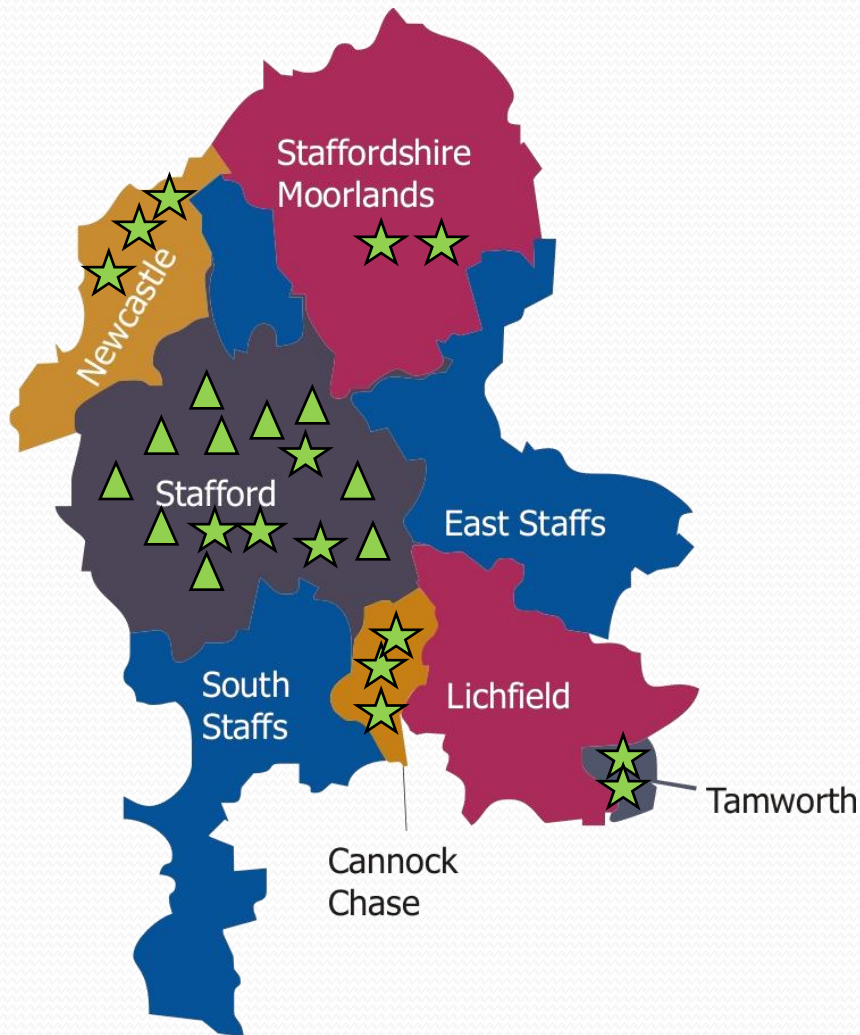 Staffordshire
Moorlands
Newcastle
Stafford
East Staffs
South
Staffs
Lichfield
Tamworth
Cannock
Chase